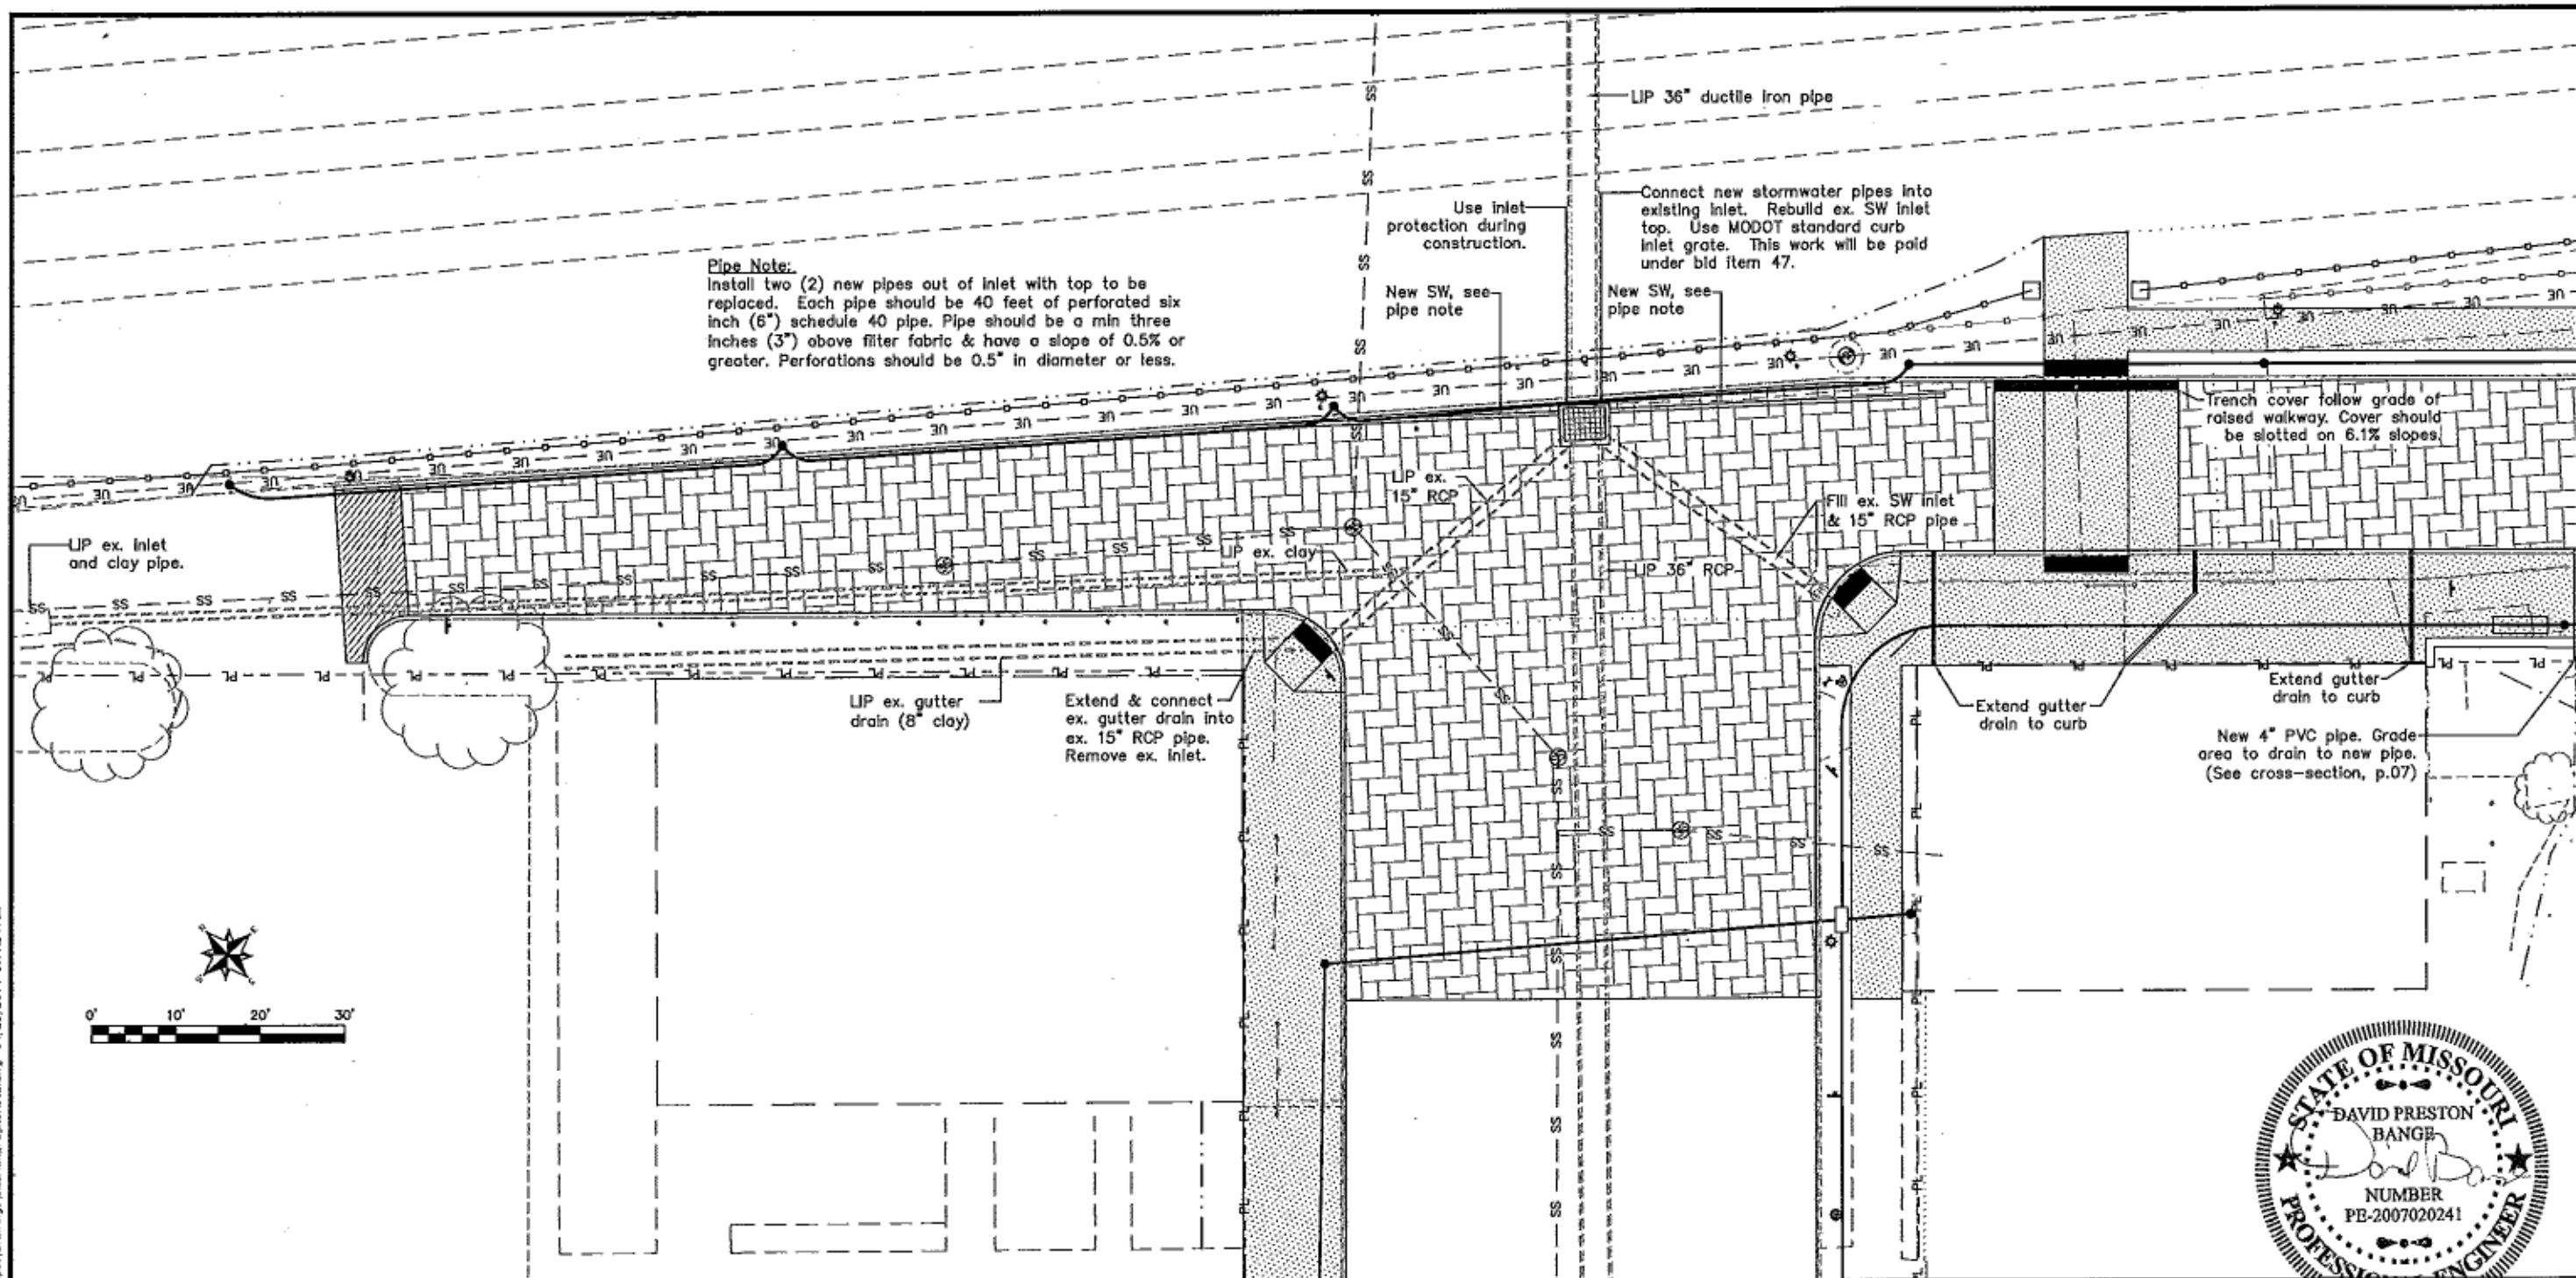 LIP 36" ductile iron pipe
Connect new stormwater pipes into
existing inlet. Rebuild ex. SW inlet
top. Use MODOT standard curb
inlet grate. This work will be paid
under bid item 47.
Use inlet
protection during
construction.
Pipe Note:
Install two (2) new pipes out of inlet with top to be
replaced. Each pipe should be 40 feet of perforated six
inch (6") schedule 40 pipe. Pipe should be a min three
inches (3") above filter fabric & have a slope of 0.5% or
greater. Perforations should be 0.5" in diameter or less.
New SW, see
pipe note
New SW, see
pipe note
Trench cover follow grade of
raised walkway. Cover should
be slotted on 6.1% slopes.
LIP ex.
15" RCP
Fill ex. SW inlet
& 15" RCP pipe
LIP ex. inlet
and clay pipe.
LIP ex. clay
LIP 36" RCP
LIP ex. gutter
drain (8" clay)
Extend & connect
ex. gutter drain into
ex. 15" RCP pipe.
Remove ex. inlet.
Extend gutter
drain to curb
Extend gutter
drain to curb
New 4" PVC pipe. Grade
area to drain to new pipe.
(See cross-section, p.07)
0' 10' 20' 30'
STATE OF MISSOURI
DAVID PRESTON
BANGE
NUMBER
PE-2007020241
PROFESSIONAL ENGINEER
SS
UE
PL